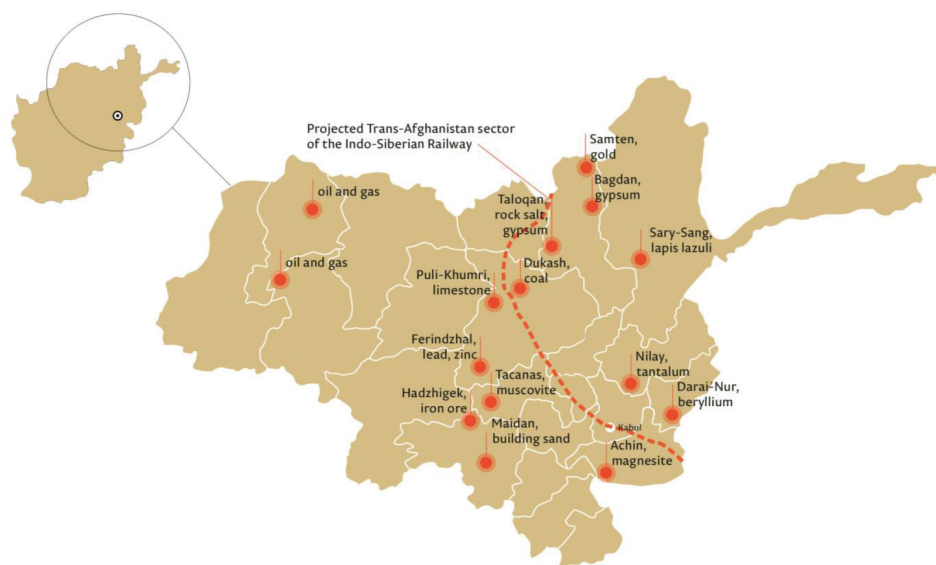 Projected Trans-Afghanistan sector
of the Indo-Siberian Railway
Samten,
gold
Bagdan,
gypsum
oil and gas
Taloqan,
rock salt,
gypsum
Sary-Sang,
lapis lazuli
oil and gas
Dukash,
coal
Puli-Khumri,
limestone
Ferindzhal,
lead, zinc
Nilay,
tantalum
Tacanas,
muscovite
Darai-Nur,
beryllium
Hadzhigek,
iron ore
Maidan,
building sand
Kabul
Achin,
magnesite